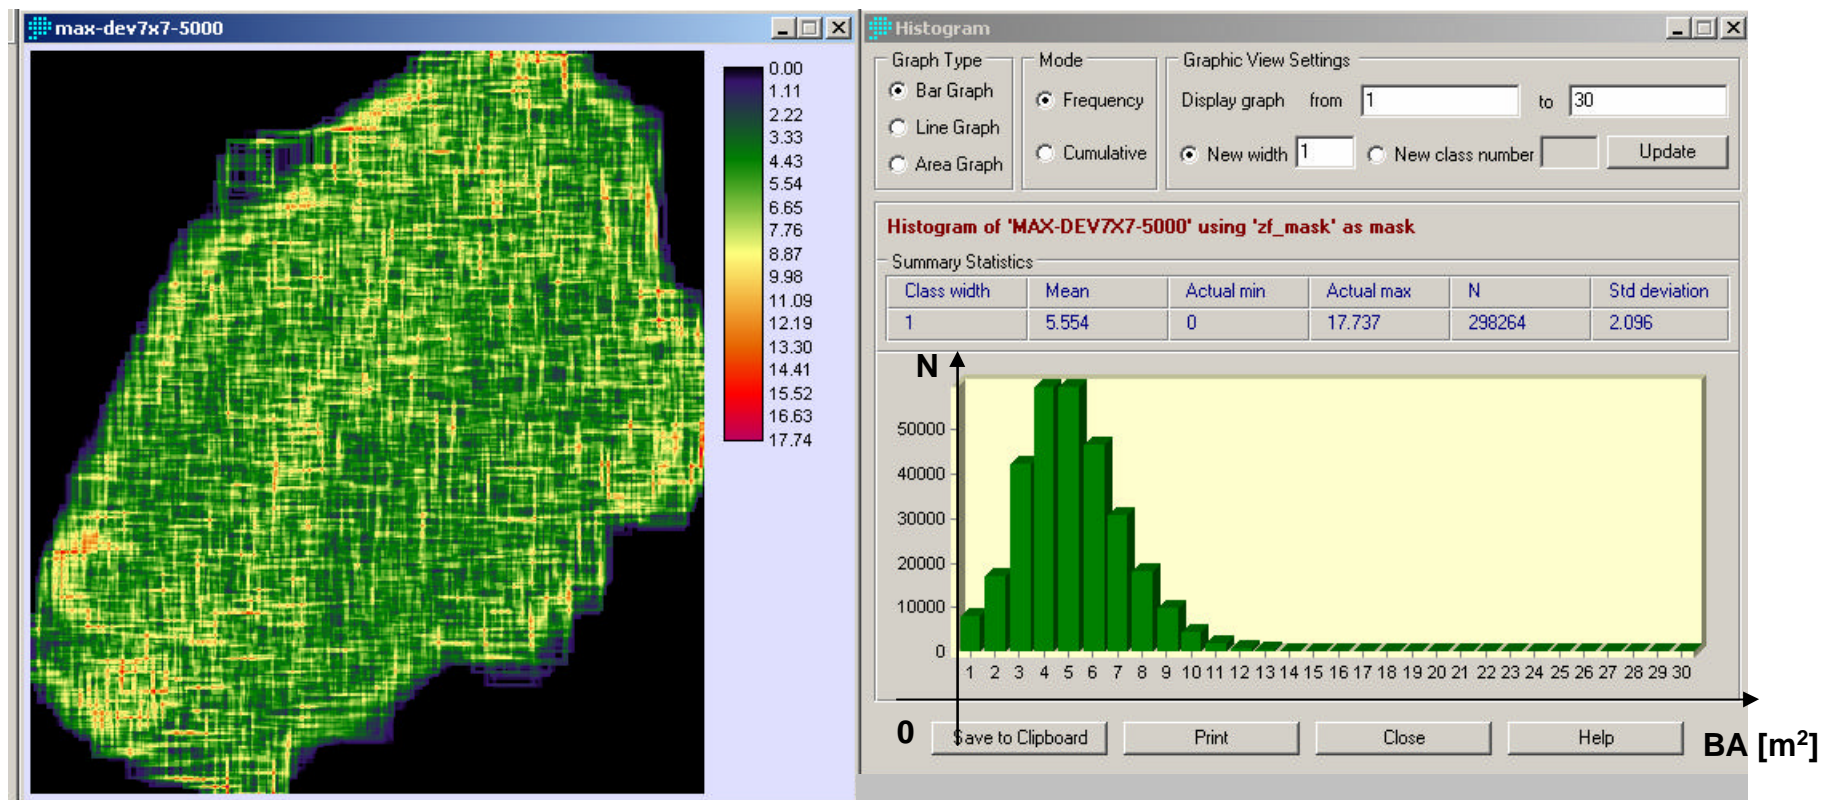 max-dev7x7-5000
0.00
1.11
2.22
3.33
4.43
5.54
6.65
7.76
8.87
9.98
11.09
12.19
13.30
14.41
15.52
16.63
17.74
Histogram
Graph Type
Bar Graph
Line Graph
Area Graph
Mode
Frequency
Cumulative
Graphic View Settings
Display graph from 1 to 30
New width 1 New class number Update
Histogram of 'MAX-DEV7X7-5000' using 'zf_mask' as mask
Summary Statistics
Class width Mean Actual min Actual max N Std deviation
1 5.554 0 17.737 298264 2.096
N
50000
40000
30000
20000
10000
0
1 2 3 4 5 6 7 8 9 10 11 12 13 14 15 16 17 18 19 20 21 22 23 24 25 26 27 28 29 30
0
Save to Clipboard Print Close Help
BA [m²]